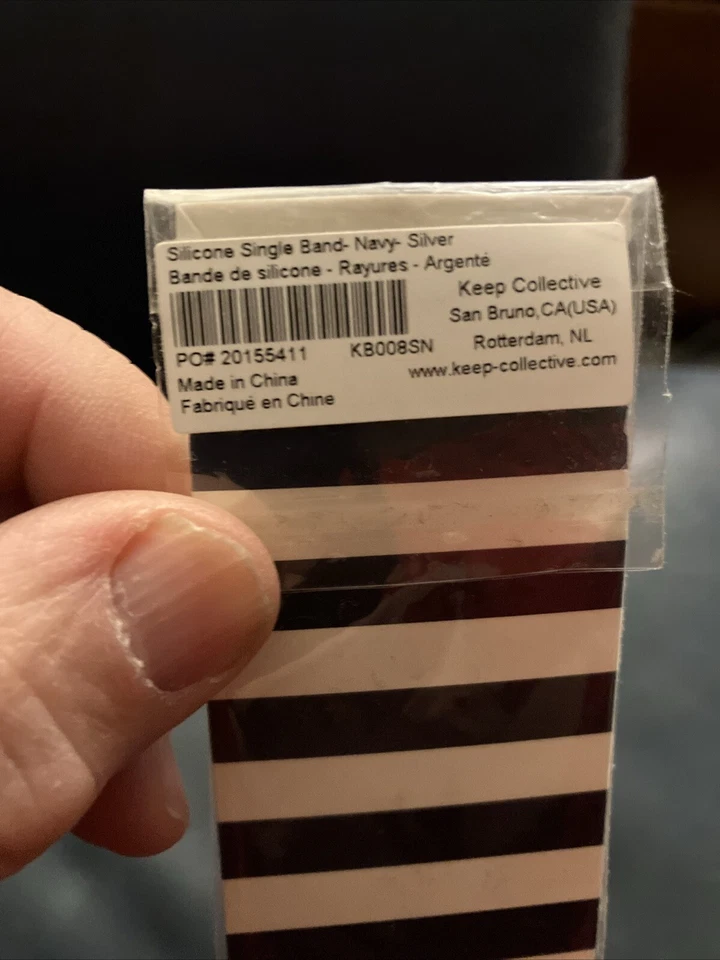 Silicone Single Band- Navy- Silver
Bande de silicone - Rayures - Argenté
Keep Collective
San Bruno,CA(USA)
Rotterdam, NL
www.keep-collective.com
PO# 20155411 KB008SN
Made in China
Fabriqué en Chine